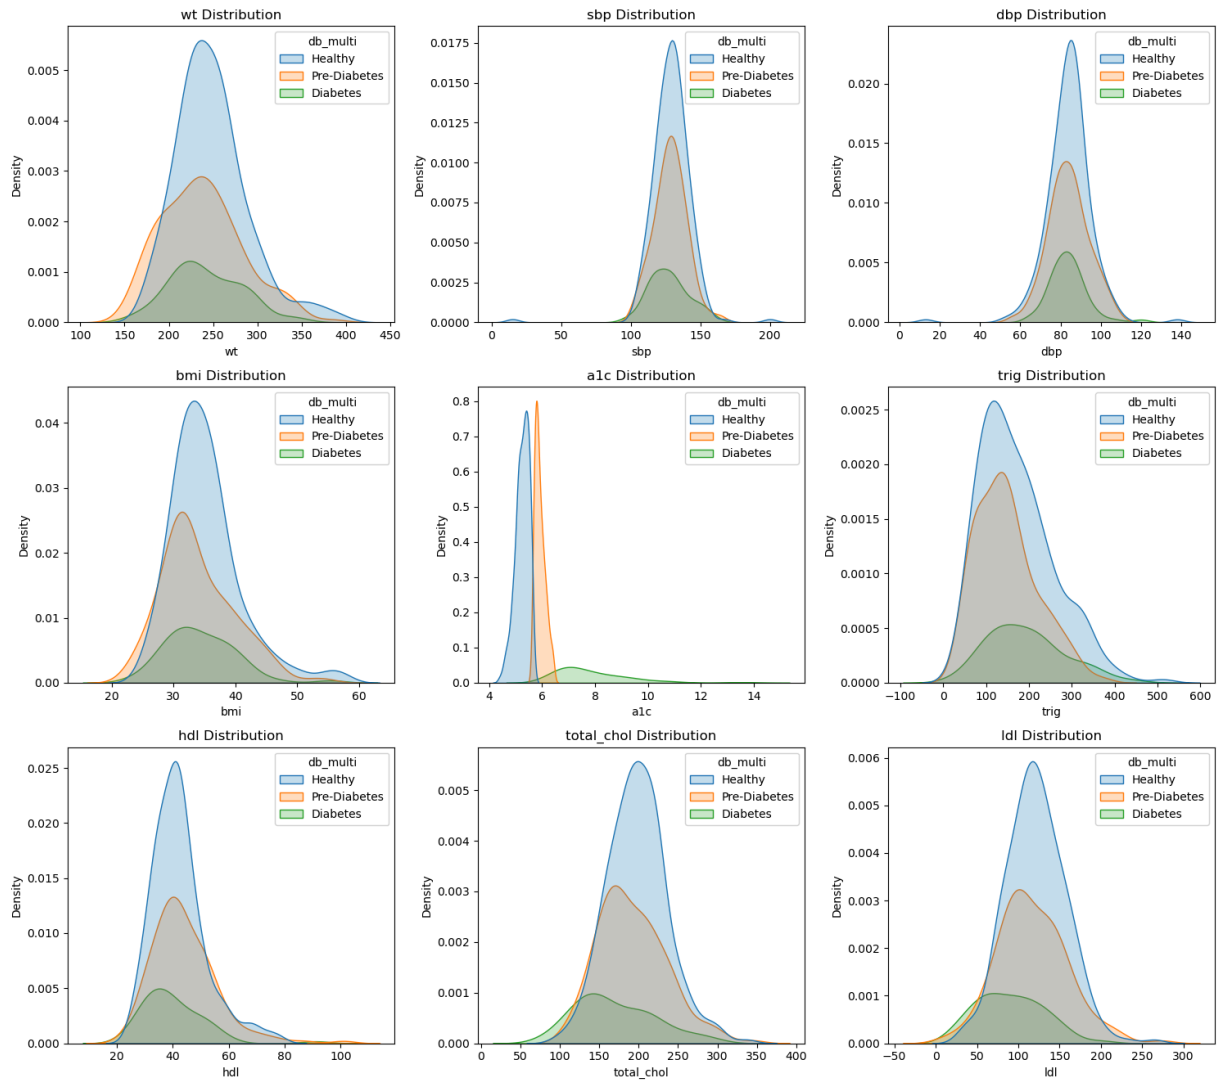 wt Distribution
db_multi
Healthy
Pre-Diabetes
Diabetes
Density
0.005
0.004
0.003
0.002
0.001
0.000
100 150 200 250 300 350 400 450
wt
sbp Distribution
db_multi
Healthy
Pre-Diabetes
Diabetes
Density
0.0175
0.0150
0.0125
0.0100
0.0075
0.0050
0.0025
0.0000
0 50 100 150 200
sbp
dbp Distribution
db_multi
Healthy
Pre-Diabetes
Diabetes
Density
0.020
0.015
0.010
0.005
0.000
0 20 40 60 80 100 120 140
dbp
bmi Distribution
db_multi
Healthy
Pre-Diabetes
Diabetes
Density
0.04
0.03
0.02
0.01
0.00
20 30 40 50 60
bmi
a1c Distribution
db_multi
Healthy
Pre-Diabetes
Diabetes
Density
0.8
0.7
0.6
0.5
0.4
0.3
0.2
0.1
0.0
4 6 8 10 12 14
a1c
trig Distribution
db_multi
Healthy
Pre-Diabetes
Diabetes
Density
0.0025
0.0020
0.0015
0.0010
0.0005
0.0000
−100 0 100 200 300 400 500 600
trig
hdl Distribution
db_multi
Healthy
Pre-Diabetes
Diabetes
Density
0.025
0.020
0.015
0.010
0.005
0.000
20 40 60 80 100
hdl
total_chol Distribution
db_multi
Healthy
Pre-Diabetes
Diabetes
Density
0.005
0.004
0.003
0.002
0.001
0.000
0 50 100 150 200 250 300 350 400
total_chol
ldl Distribution
db_multi
Healthy
Pre-Diabetes
Diabetes
Density
0.006
0.005
0.004
0.003
0.002
0.001
0.000
−50 0 50 100 150 200 250 300
ldl